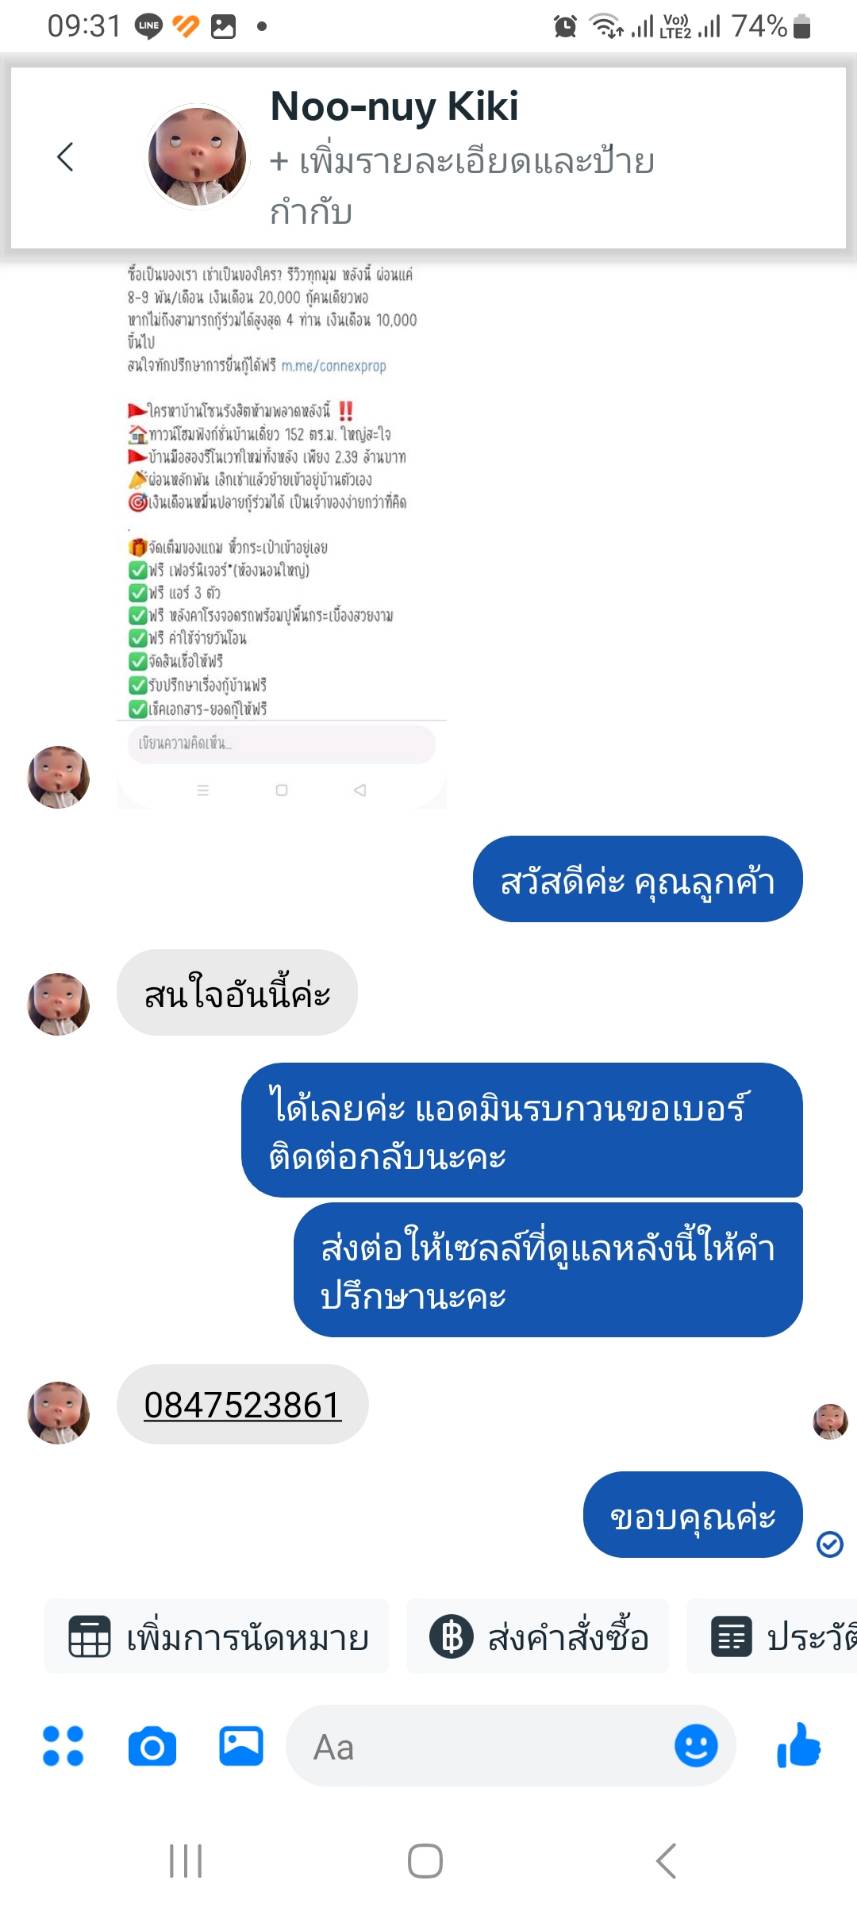 09:31
LINE
Vo))
LTE2
74%
Noo-nuy Kiki
+ เพิ่มรายละเอียดและป้าย
กำกับ
ซื้อเป็นของเรา เช่าเป็นของใคร? รีวิวทุกมุม หลังนี้ ผ่อนแค่
8-9 พัน/เดือน เงินเดือน 20,000 กู้คนเดียวพอ
หากไม่ถึงสามารถกู้ร่วมได้สูงสุด 4 ท่าน เงินเดือน 10,000
ขึ้นไป
สนใจทักปรึกษาการยื่นกู้ได้ฟรี m.me/connexprop
🚩ใครหาบ้านโซนรังสิตห้ามพลาดหลังนี้ ‼️
🏠ทาวน์โฮมฟังก์ชั่นบ้านเดี่ยว 152 ตร.ม. ใหญ่สะใจ
🚩บ้านมือสองรีโนเวทใหม่ทั้งหลัง เพียง 2.39 ล้านบาท
📣ผ่อนหลักพัน เลิกเช่าแล้วย้ายเข้าอยู่บ้านตัวเอง
🎯เงินเดือนหมื่นปลายกู้ร่วมได้ เป็นเจ้าของง่ายกว่าที่คิด
.
🎁จัดเต็มของแถม หิ้วกระเป๋าเข้าอยู่เลย
✅ฟรี เฟอร์นิเจอร์*(ห้องนอนใหญ่)
✅ฟรี แอร์ 3 ตัว
✅ฟรี หลังคาโรงจอดรถพร้อมปูพื้นกระเบื้องสวยงาม
✅ฟรี ค่าใช้จ่ายวันโอน
✅จัดสินเชื่อให้ฟรี
✅รับปรึกษาเรื่องกู้บ้านฟรี
✅เช็คเอกสาร-ยอดกู้ให้ฟรี
เขียนความคิดเห็น...
สวัสดีค่ะ คุณลูกค้า
สนใจอันนี้ค่ะ
ได้เลยค่ะ แอดมินรบกวนขอเบอร์
ติดต่อกลับนะคะ
ส่งต่อให้เซลล์ที่ดูแลหลังนี้ให้คำ
ปรึกษานะคะ
0847523861
ขอบคุณค่ะ
เพิ่มการนัดหมาย
ส่งคำสั่งซื้อ
ประวัติ
Aa